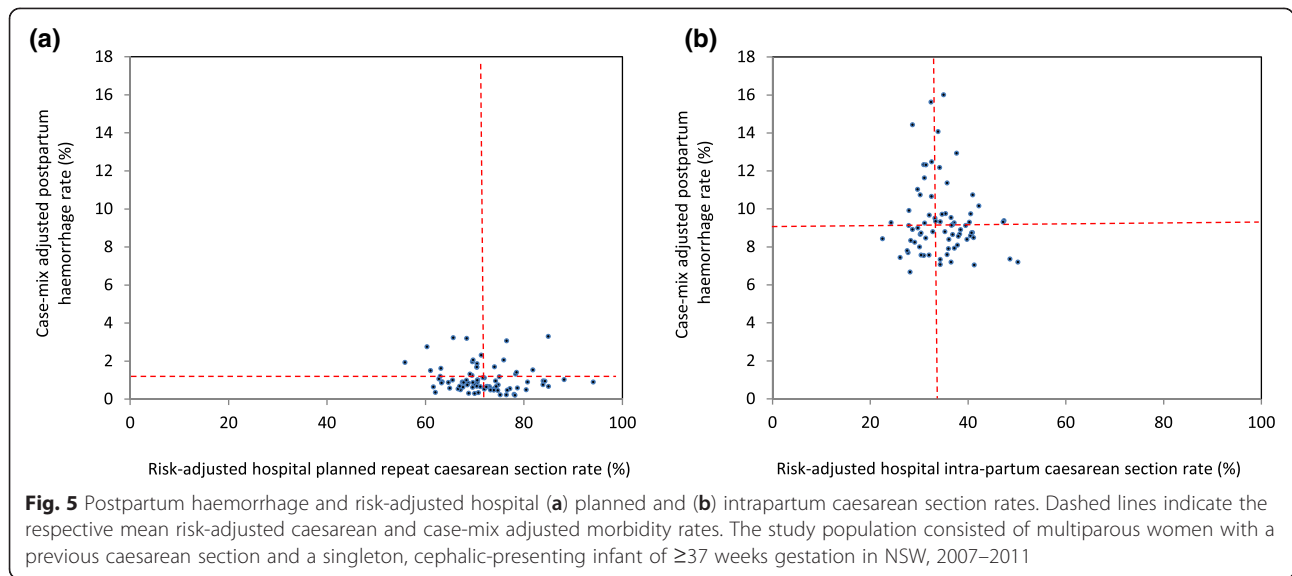 (a)
18
16
14
12
10
8
6
4
2
0
Case-mix adjusted postpartum
haemorrhage rate (%)
0 20 40 60 80 100
Risk-adjusted hospital planned repeat caesarean section rate (%)
(b)
18
16
14
12
10
8
6
4
2
0
Case-mix adjusted postpartum
haemorrhage rate (%)
0 20 40 60 80 100
Risk-adjusted hospital intra-partum caesarean section rate (%)
Fig. 5 Postpartum haemorrhage and risk-adjusted hospital (a) planned and (b) intrapartum caesarean section rates. Dashed lines indicate the
respective mean risk-adjusted caesarean and case-mix adjusted morbidity rates. The study population consisted of multiparous women with a
previous caesarean section and a singleton, cephalic-presenting infant of ≥37 weeks gestation in NSW, 2007–2011